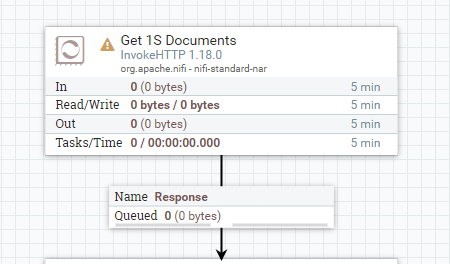 Get 1S Documents
InvokeHTTP 1.18.0
org.apache.nifi - nifi-standard-nar
In 0 (0 bytes) 5 min
Read/Write 0 bytes / 0 bytes 5 min
Out 0 (0 bytes) 5 min
Tasks/Time 0 / 00:00:00.000 5 min
Name Response
Queued 0 (0 bytes)